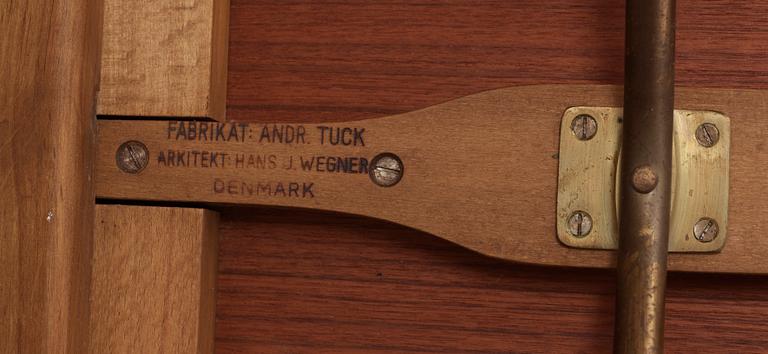 FABRIKAT: ANDR. TUCK
ARKITEKT: HANS J. WEGNER
DENMARK